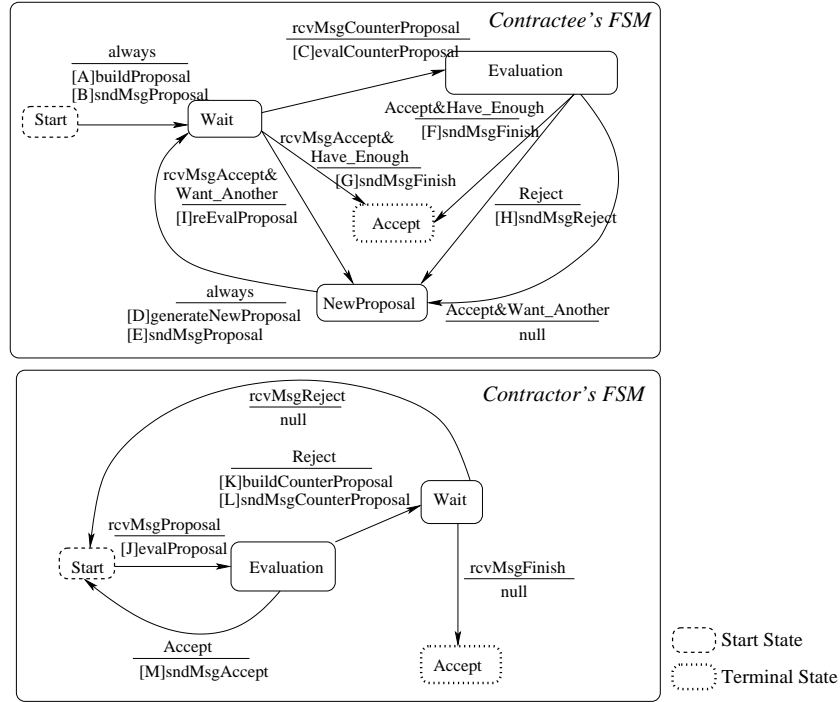 Contractee's FSM
rcvMsgCounterProposal
[C]evalCounterProposal
always
[A]buildProposal
[B]sndMsgProposal
Start
Wait
Evaluation
Accept&Have_Enough
[F]sndMsgFinish
rcvMsgAccept&
Have_Enough
[G]sndMsgFinish
rcvMsgAccept&
Want_Another
[I]reEvalProposal
Reject
[H]sndMsgReject
Accept
always
[D]generateNewProposal
[E]sndMsgProposal
NewProposal
Accept&Want_Another
null
Contractor's FSM
rcvMsgReject
null
Reject
[K]buildCounterProposal
[L]sndMsgCounterProposal
Wait
rcvMsgProposal
[J]evalProposal
Start
Evaluation
rcvMsgFinish
null
Accept
[M]sndMsgAccept
Accept
Start State
Terminal State